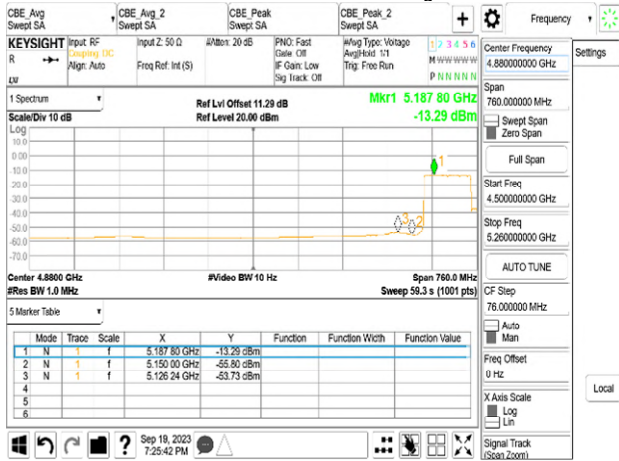 CBE_Avg
Swept SA
CBE_Avg_2
Swept SA
CBE_Peak
Swept SA
CBE_Peak_2
Swept SA
+
Frequency
Settings
KEYSIGHT
R
Input: RF
Coupling: DC
Align: Auto
Input Z: 50 Ω
Freq Ref: Int (S)
#Atten: 20 dB
PNO: Fast
Gate: Off
IF Gain: Low
Sig Track: Off
#Avg Type: Voltage
Avg|Hold: 1/1
Trig: Free Run
1 2 3 4 5 6
M W W W W W
P N N N N N
Center Frequency
4.880000000 GHz
Span
760.000000 MHz
Swept Span
Zero Span
Full Span
Start Freq
4.500000000 GHz
Stop Freq
5.260000000 GHz
AUTO TUNE
CF Step
76.000000 MHz
Auto
Man
Freq Offset
0 Hz
X Axis Scale
Log
Lin
Signal Track
(Span Zoom)
Local
1 Spectrum
Scale/Div 10 dB
Ref Lvl Offset 11.29 dB
Ref Level 20.00 dBm
Mkr1 5.187 80 GHz
-13.29 dBm
Log
10.0
0.00
-10.0
-20.0
-30.0
-40.0
-50.0
-60.0
-70.0
1
3
2
Center 4.8800 GHz
#Res BW 1.0 MHz
#Video BW 10 Hz
Span 760.0 MHz
Sweep 59.3 s (1001 pts)
5 Marker Table
Mode Trace Scale X Y Function Function Width Function Value
1 N 1 f 5.187 80 GHz -13.29 dBm
2 N 1 f 5.150 00 GHz -55.80 dBm
3 N 1 f 5.126 24 GHz -53.73 dBm
4
5
6
?
Sep 19, 2023
7:25:42 PM